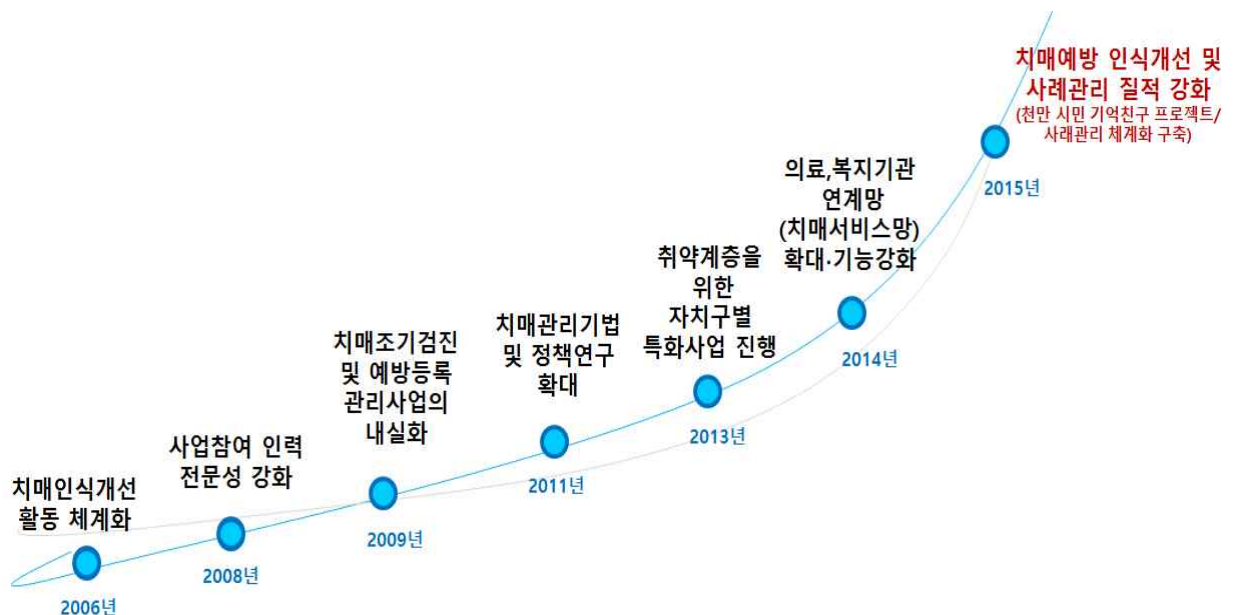 치매인식개선
활동 체계화
2006년
사업참여 인력
전문성 강화
2008년
치매조기검진
및 예방등록
관리사업의
내실화
2009년
치매관리기법
및 정책연구
확대
2011년
취약계층을
위한
자치구별
특화사업 진행
2013년
의료,복지기관
연계망
(치매서비스망)
확대·기능강화
2014년
치매예방 인식개선 및
사례관리 질적 강화
(천만 시민 기억친구 프로젝트/
사래관리 체계화 구축)
2015년